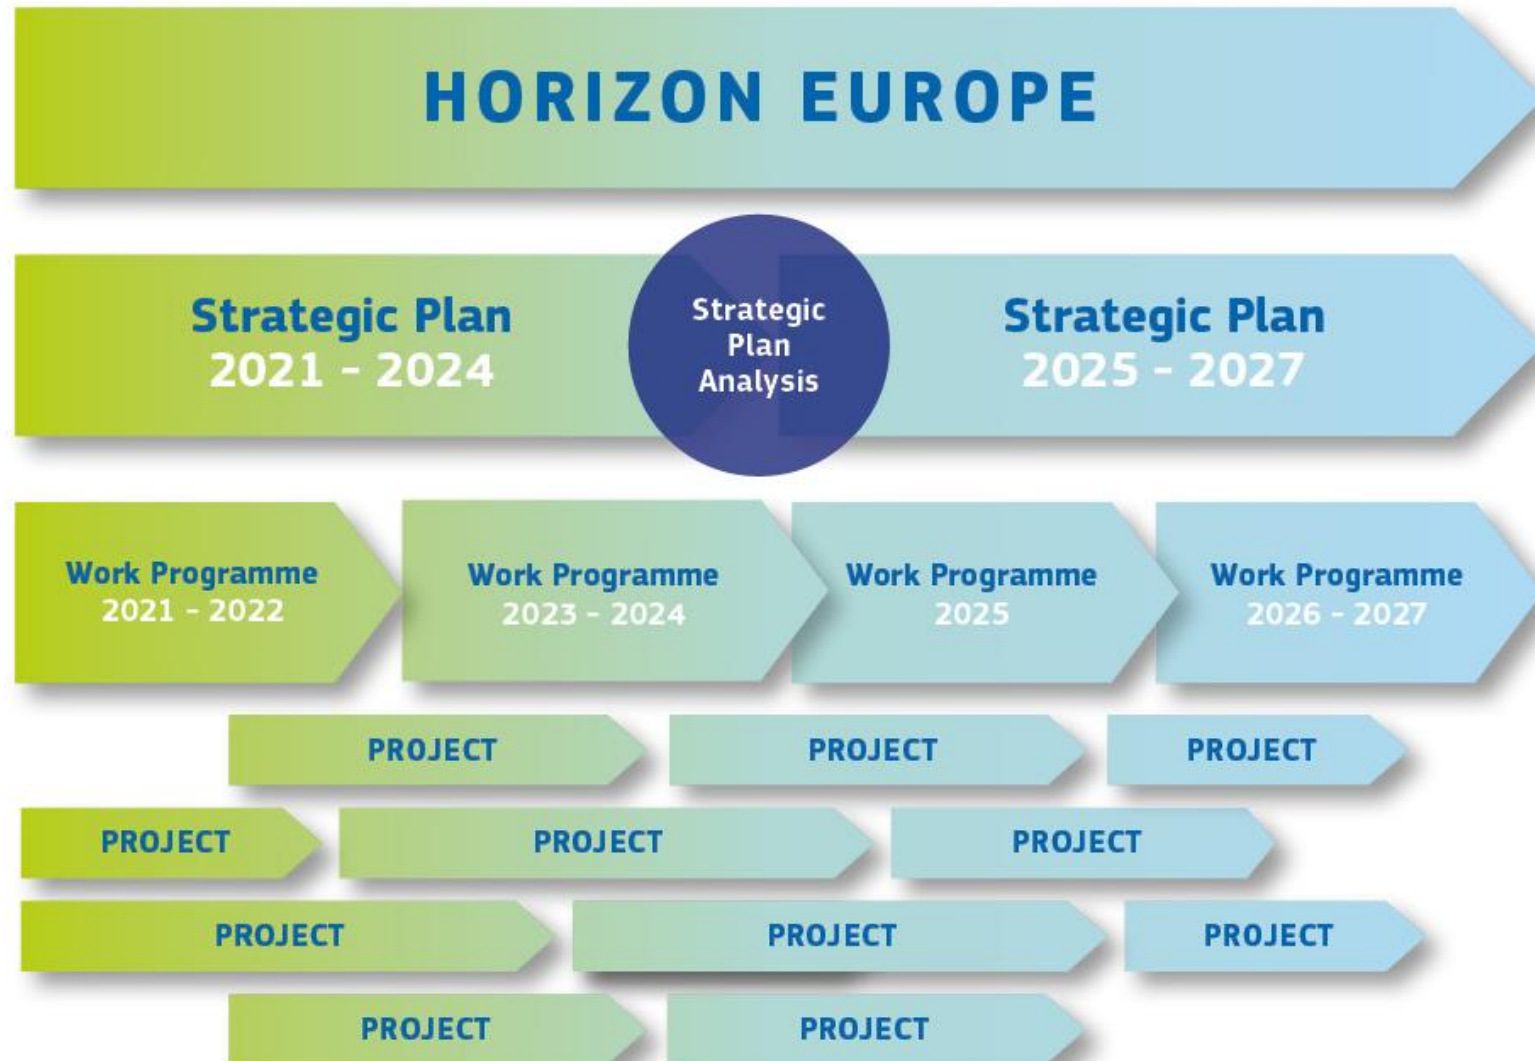 HORIZON EUROPE
Strategic Plan
2021 - 2024
Strategic
Plan
Analysis
Strategic Plan
2025 - 2027
Work Programme
2021 - 2022
Work Programme
2023 - 2024
Work Programme
2025
Work Programme
2026 - 2027
PROJECT
PROJECT
PROJECT
PROJECT
PROJECT
PROJECT
PROJECT
PROJECT
PROJECT
PROJECT
PROJECT